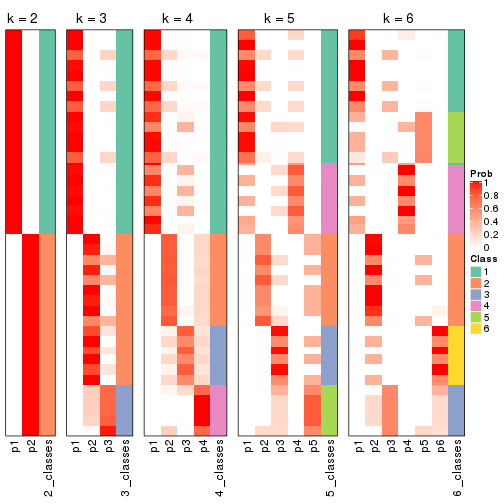 k = 2
k = 3
k = 4
k = 5
k = 6
Prob
1
0.8
0.6
0.4
0.2
0
Class
1
2
3
4
5
6
p1
p2
2_classes
p1
p2
p3
3_classes
p1
p2
p3
p4
4_classes
p1
p2
p3
p4
p5
5_classes
p1
p2
p3
p4
p5
p6
6_classes